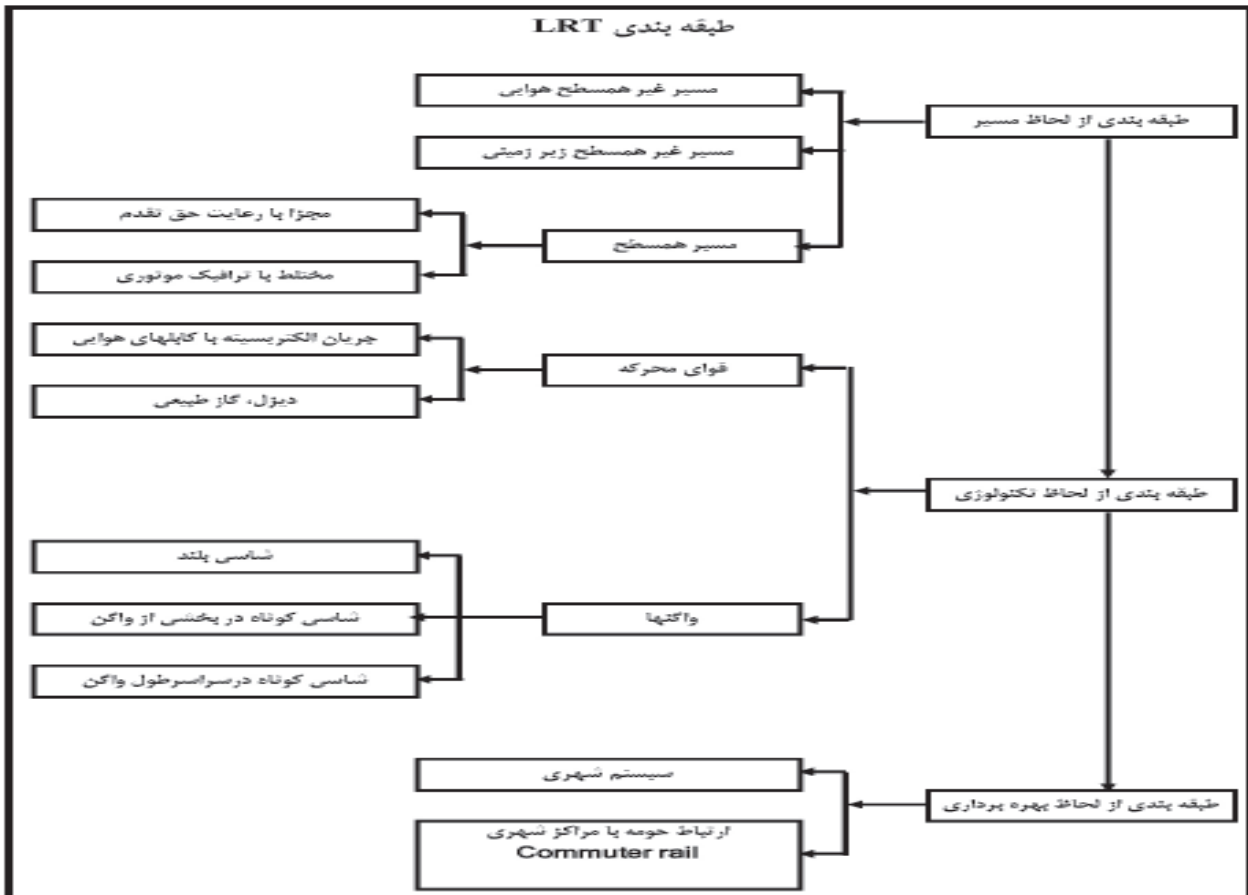 طبقه بندی LRT
طبقه بندی از لحاظ مسیر
مسیر غیر همسطح هوایی
مسیر غیر همسطح زیر زمینی
مسیر همسطح
مجزا با رعایت حق تقدم
مختلط با ترافیک موتوری
طبقه بندی از لحاظ تکنولوژی
قوای محرکه
جریان الکتریسیته با کابلهای هوایی
دیزل، گاز طبیعی
واگنها
شاسی بلند
شاسی کوتاه در بخشی از واگن
شاسی کوتاه درسراسرطول واگن
طبقه بندی از لحاظ بهره برداری
سیستم شهری
ارتباط حومه با مراکز شهری
Commuter rail